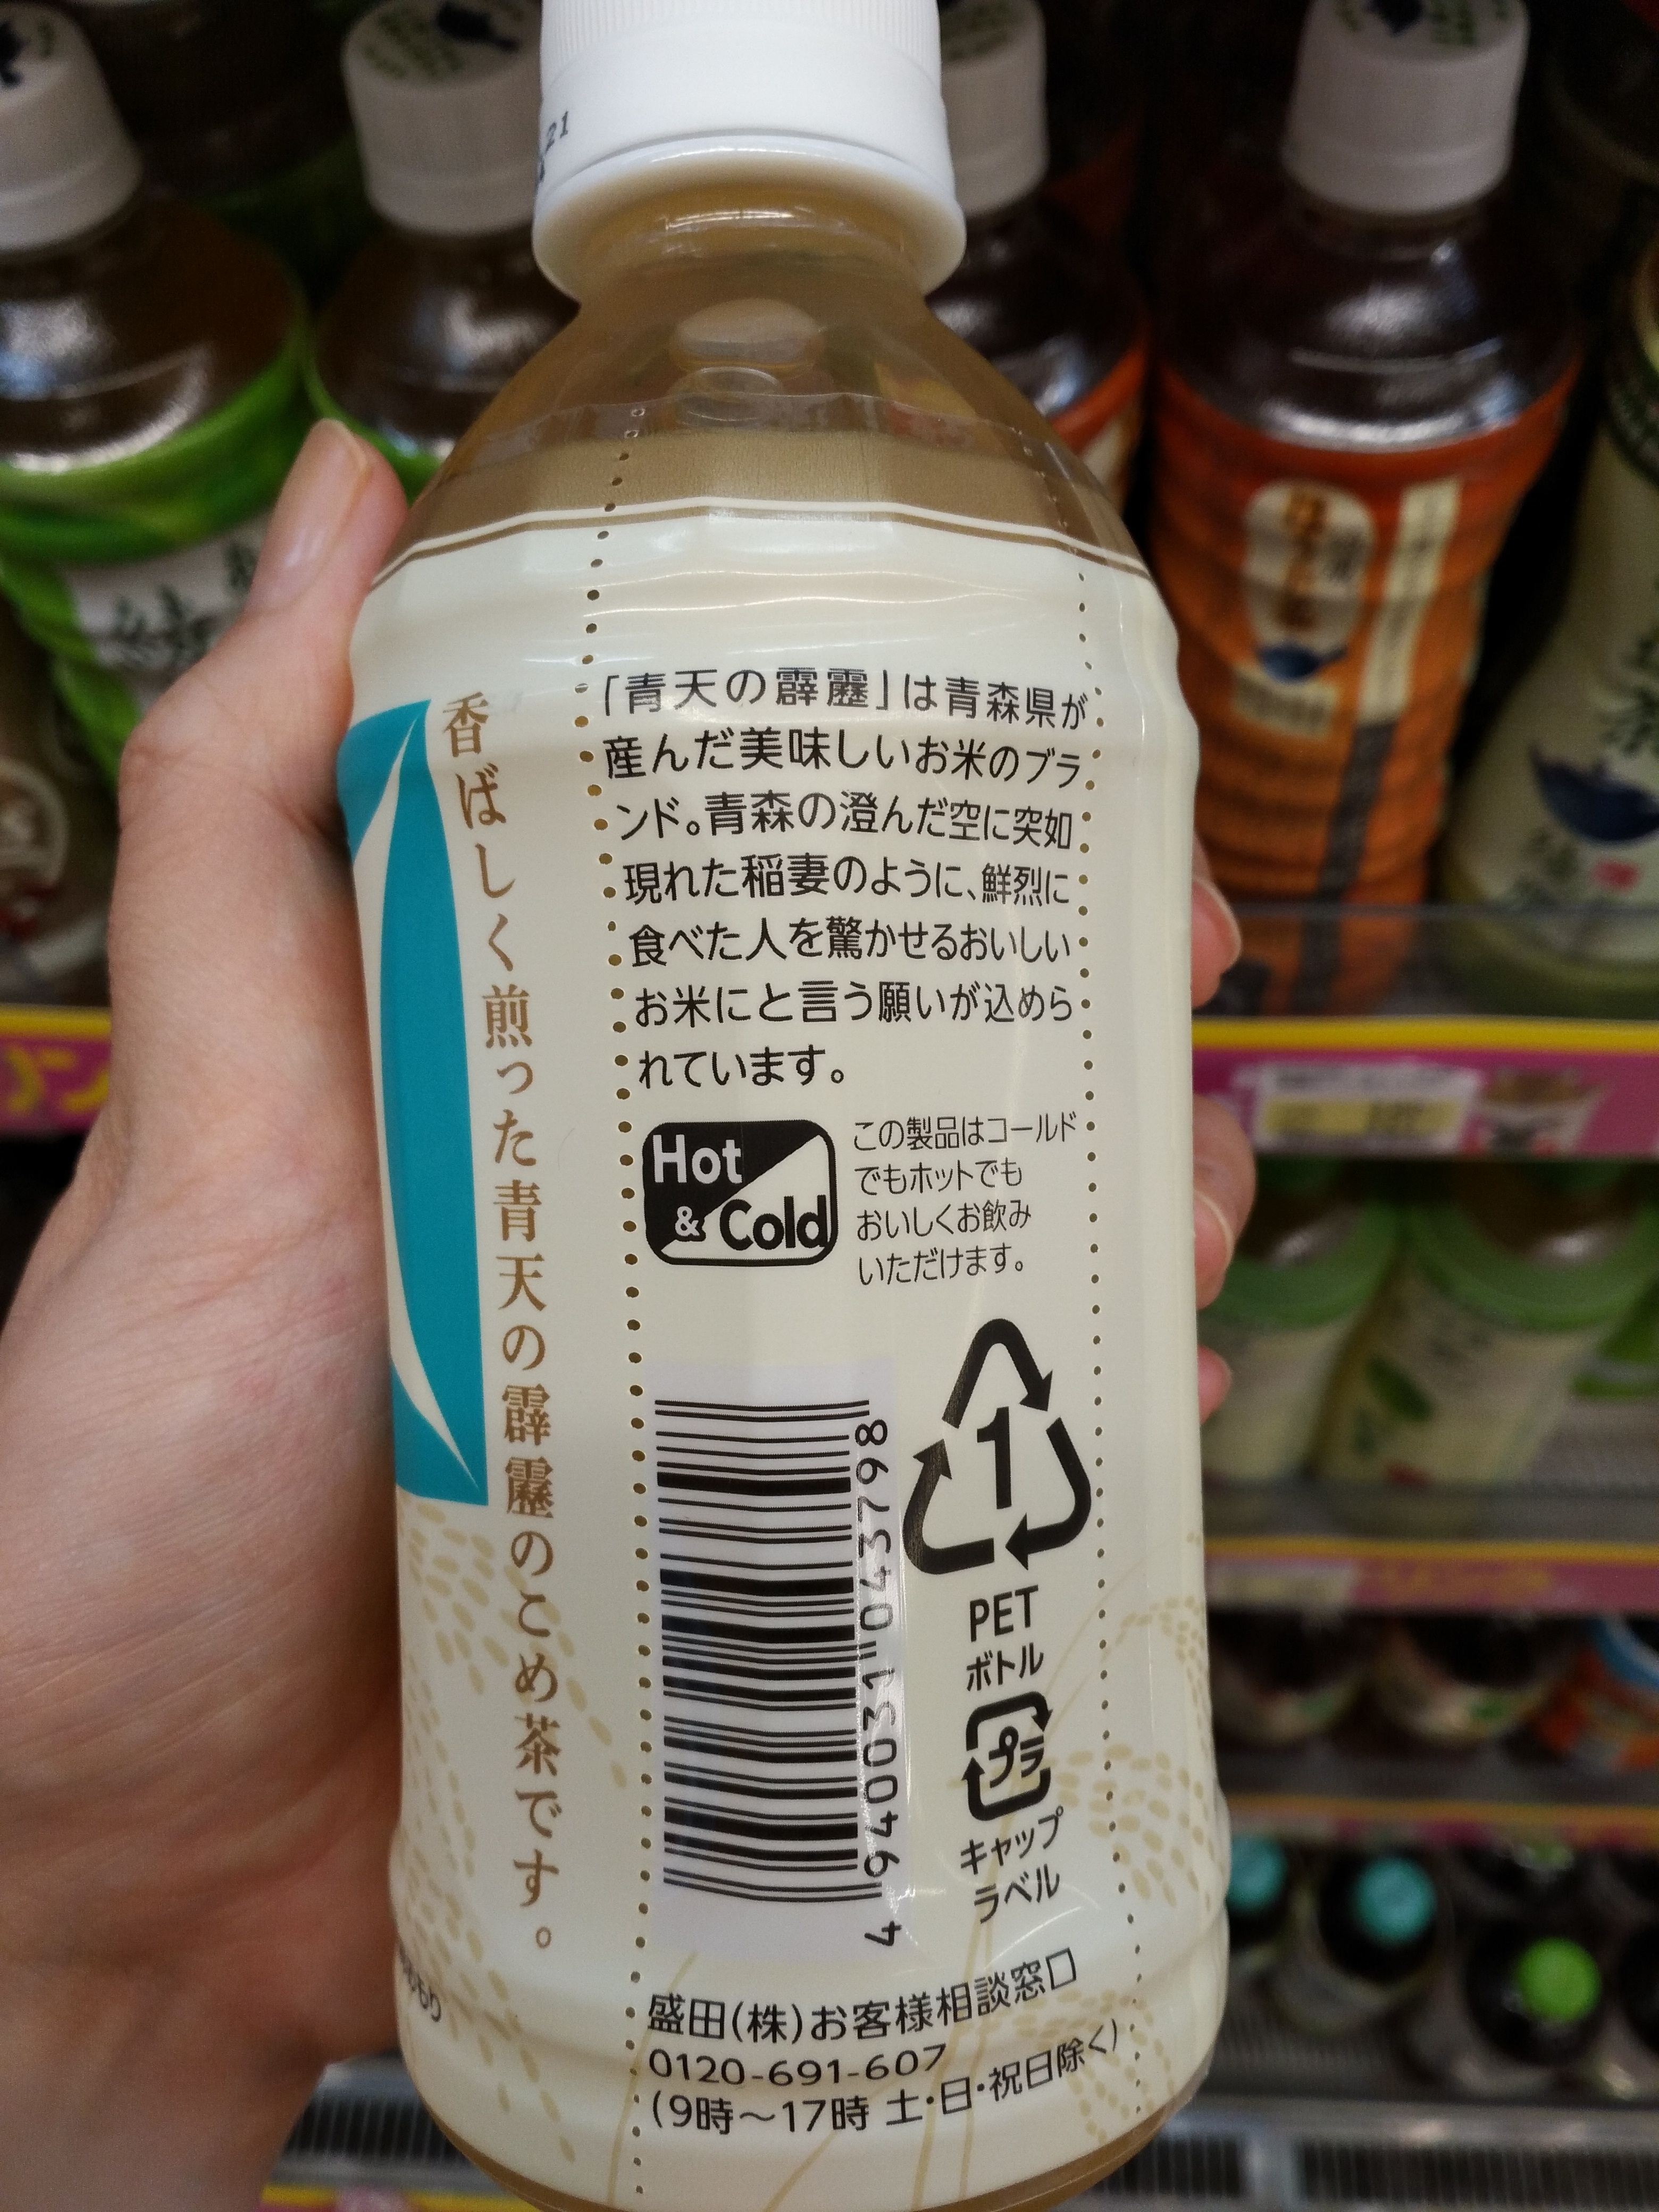 21
香ばしく煎った青天の霹靂のこめ茶です。
「青天の霹靂」は青森県が
産んだ美味しいお米のブラ
ンド。青森の澄んだ空に突如
現れた稲妻のように、鮮烈に
食べた人を驚かせるおいしい
お米にと言う願いが込めら
れています。
Hot
& Cold
この製品はコールド
でもホットでも
おいしくお飲み
いただけます。
4 940031 043798
1
PET
ボトル
プラ
キャップ
ラベル
盛田(株)お客様相談窓口
0120-691-607
(9時〜17時 土・日・祝日除く)